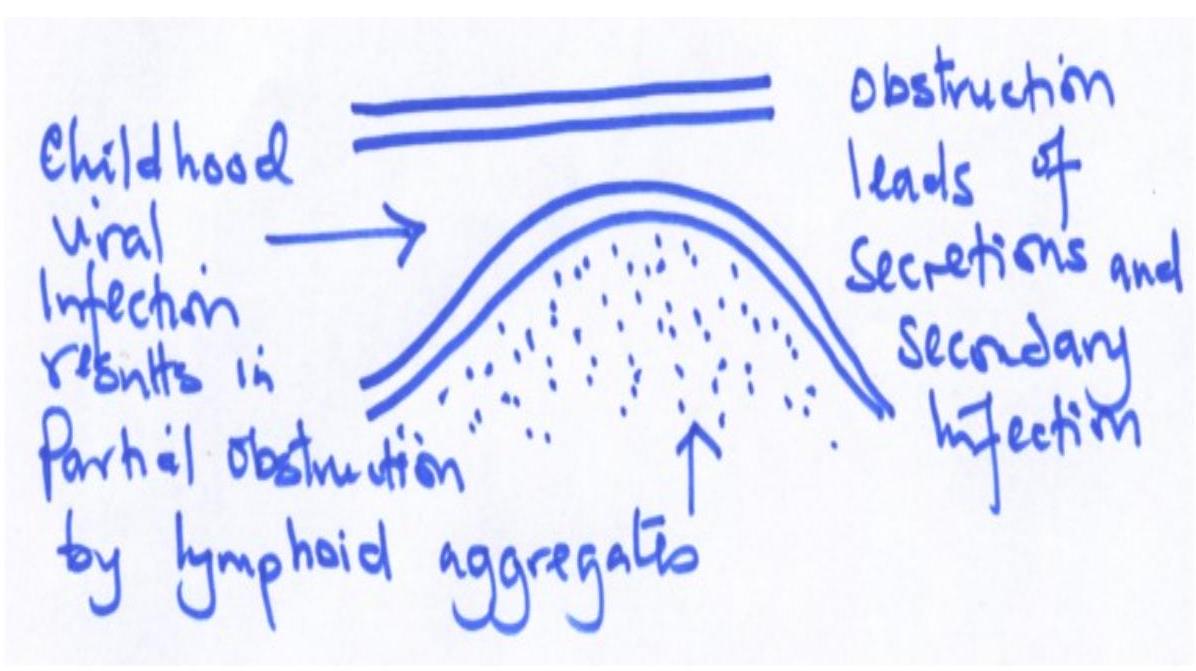 Childhood
Viral
Infection
results in
Partial obstruction
by lymphoid aggregates
Obstruction
leads of
secretions and
secondary
Infection